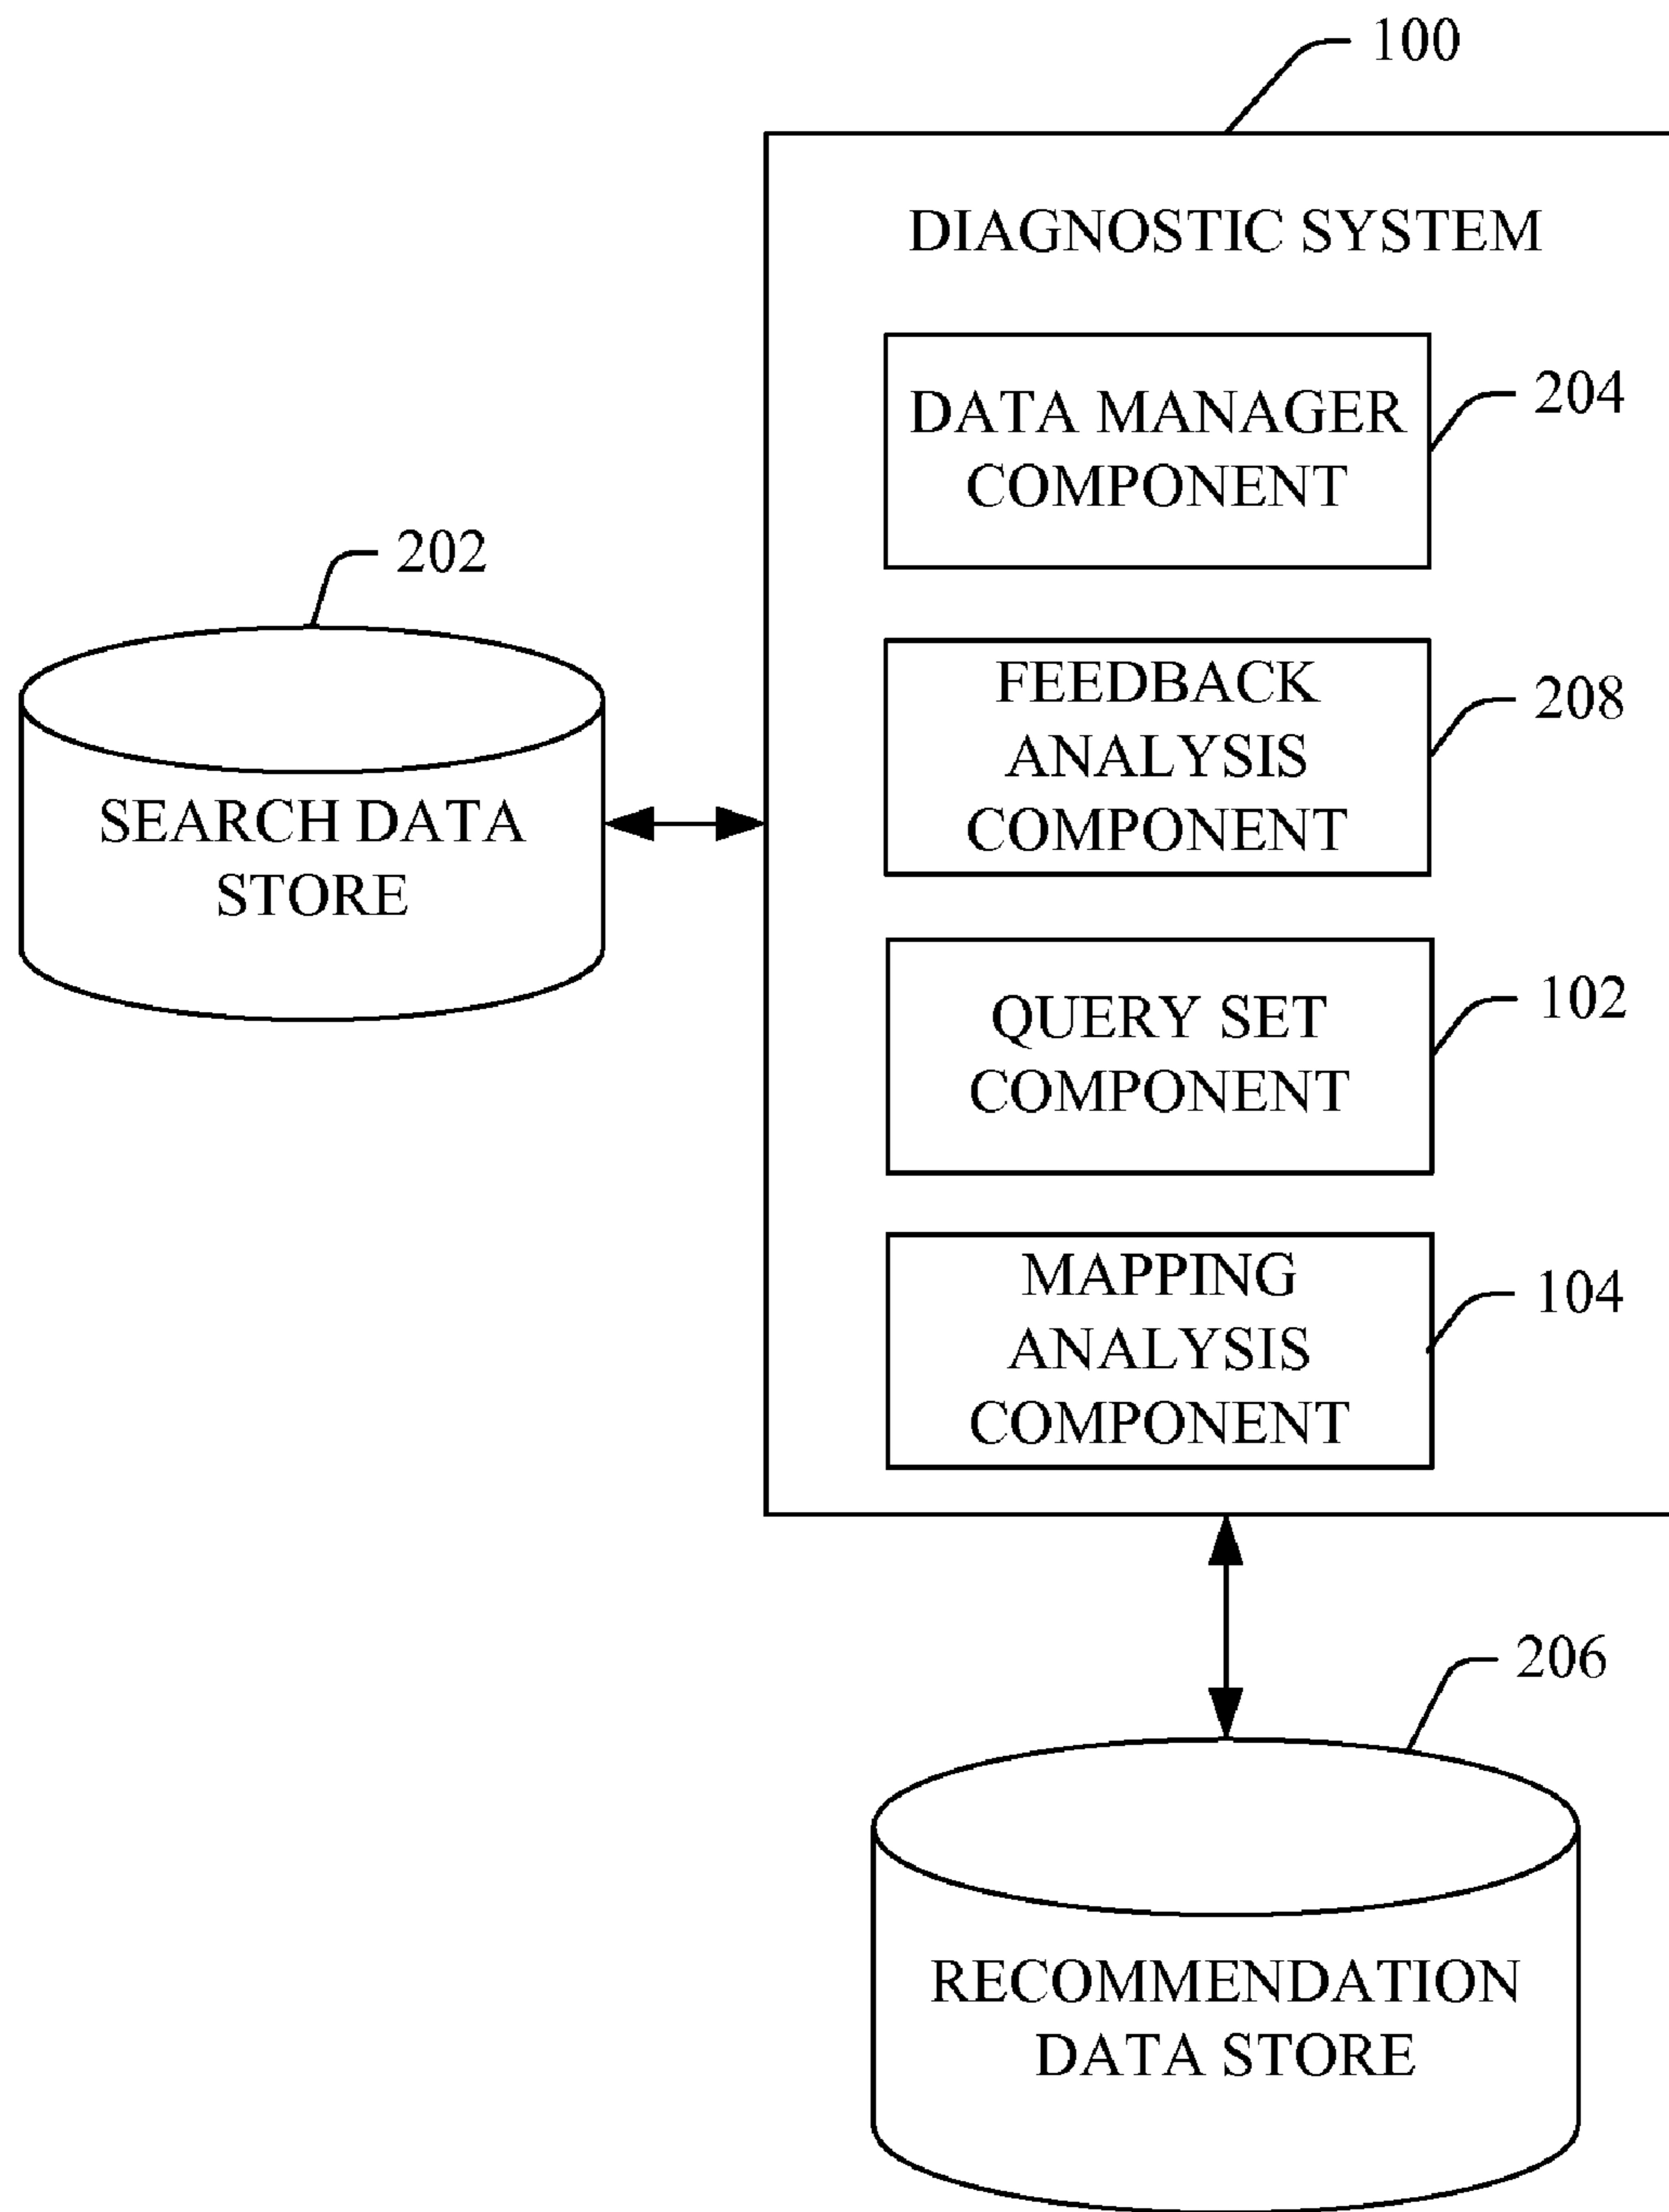 100
DIAGNOSTIC SYSTEM
DATA MANAGER
COMPONENT
204
202
FEEDBACK
ANALYSIS
COMPONENT
208
SEARCH DATA
STORE
QUERY SET
COMPONENT
102
MAPPING
ANALYSIS
COMPONENT
104
206
RECOMMENDATION
DATA STORE